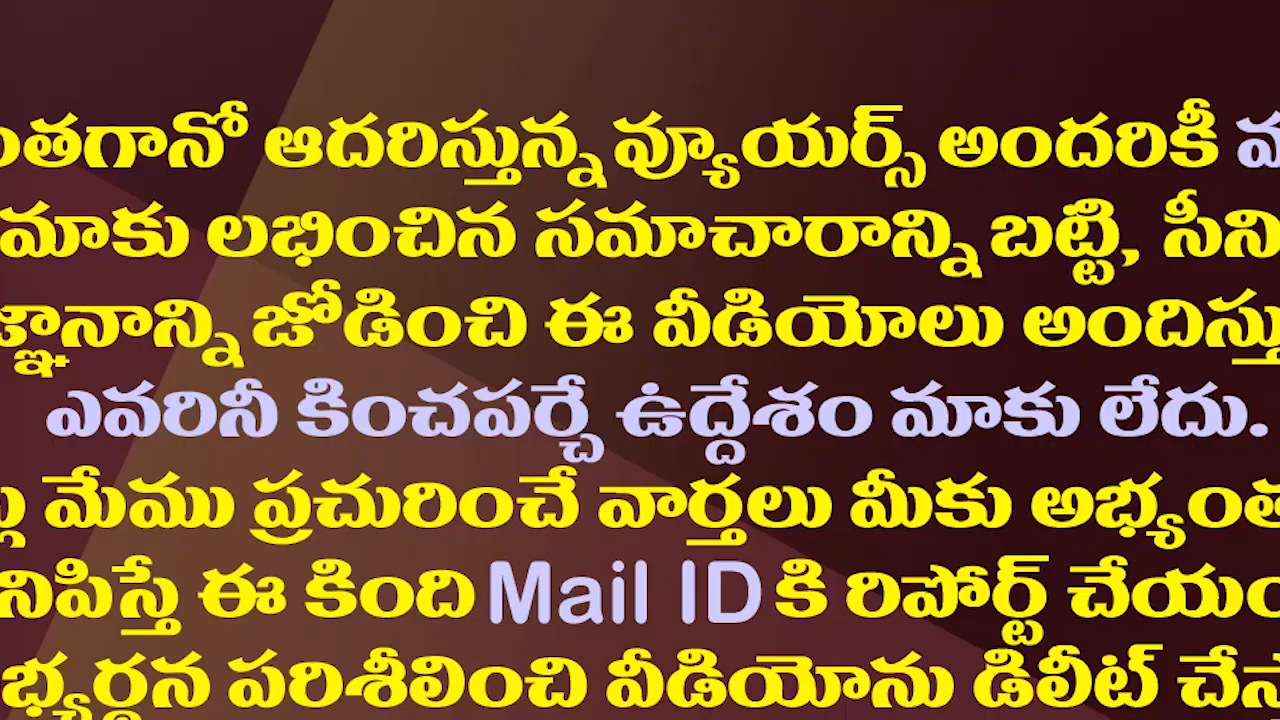 ంతగానో ఆదరిస్తున్న వ్యూయర్స్ అందరికీ
మాకు లభించిన సమాచారాన్ని బట్టి, సీని
జ్ఞానాన్ని జోడించి ఈ వీడియోలు అందిస్తు
ఎవరినీ కించపర్చే ఉద్దేశం మాకు లేదు.
మేము ప్రచురించే వార్తలు మీకు అభ్యంత
నిపిస్తే ఈ కింది Mail ID కి రిపోర్ట్ చేయం
భ్యర్థన పరిశీలించి వీడియోను డిలీట్ చేస